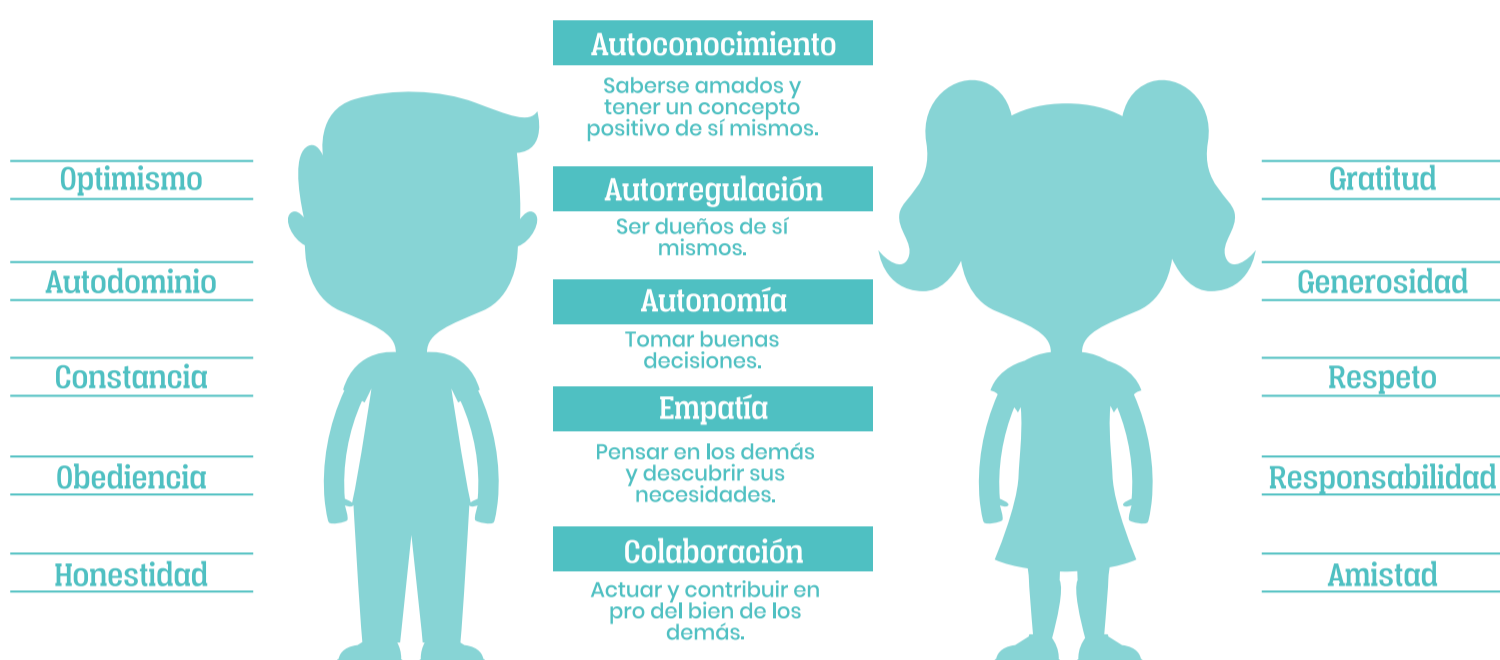 Optimismo
Autodominio
Constancia
Obediencia
Honestidad
Autoconocimiento
Saberse amados y
tener un concepto
positivo de sí mismos.
Autorregulación
Ser dueños de sí
mismos.
Autonomía
Tomar buenas
decisiones.
Empatía
Pensar en los demás
y descubrir sus
necesidades.
Colaboración
Actuar y contribuir en
pro del bien de los
demás.
Gratitud
Generosidad
Respeto
Responsabilidad
Amistad